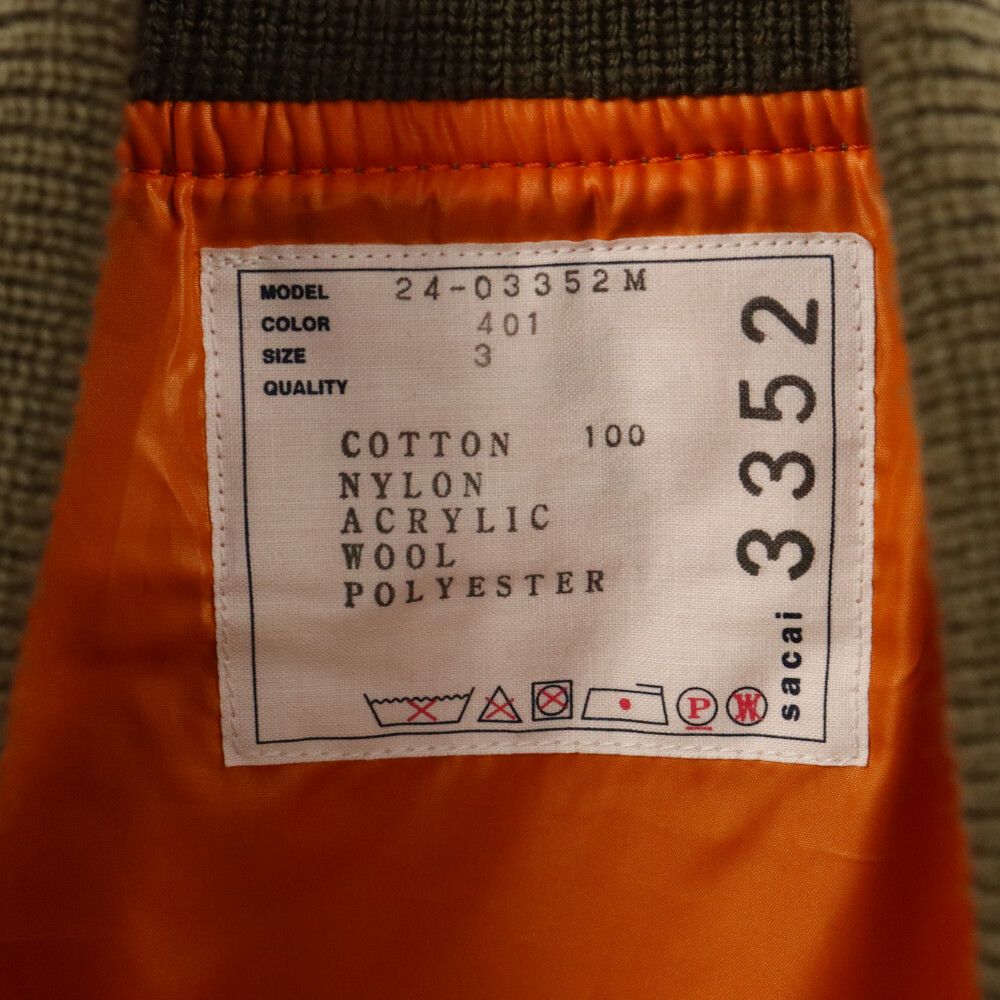 MODEL 24-03352M
COLOR 401
SIZE 3
QUALITY
COTTON 100
NYLON
ACRYLIC
WOOL
POLYESTER
P W
sacai 3352